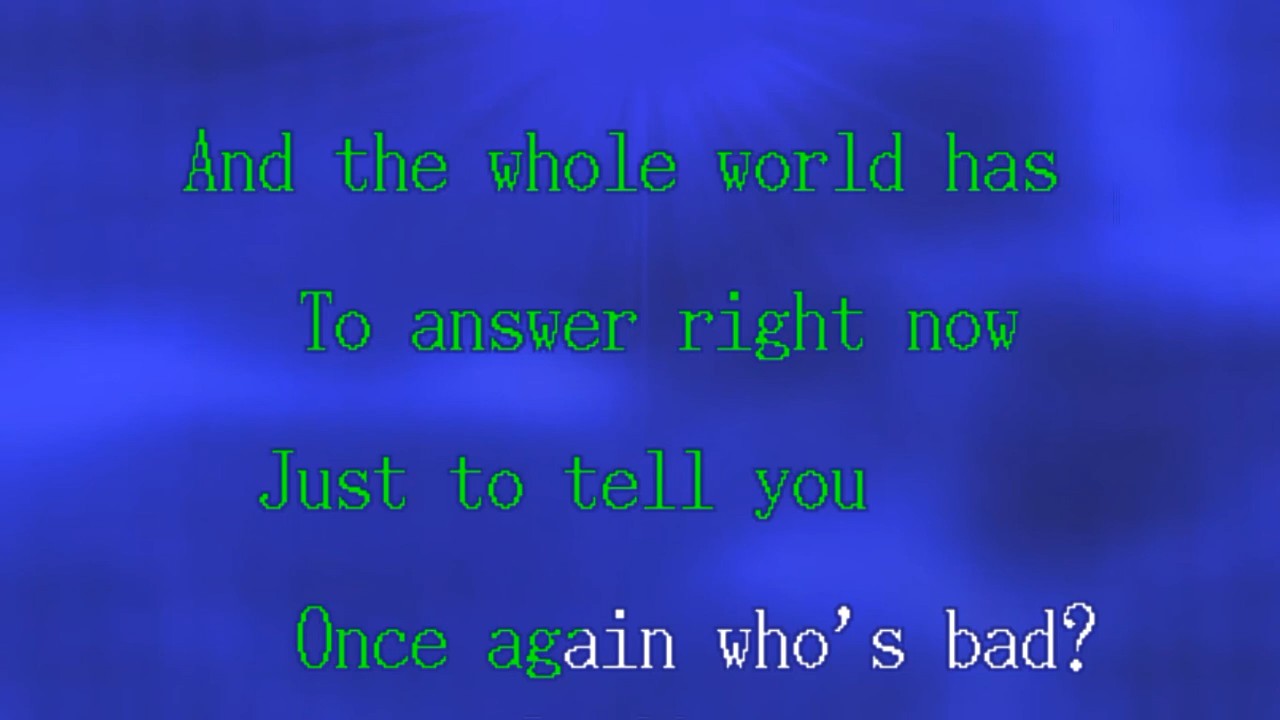 And the whole world has
To answer right now
Just to tell you
Once again who's bad?